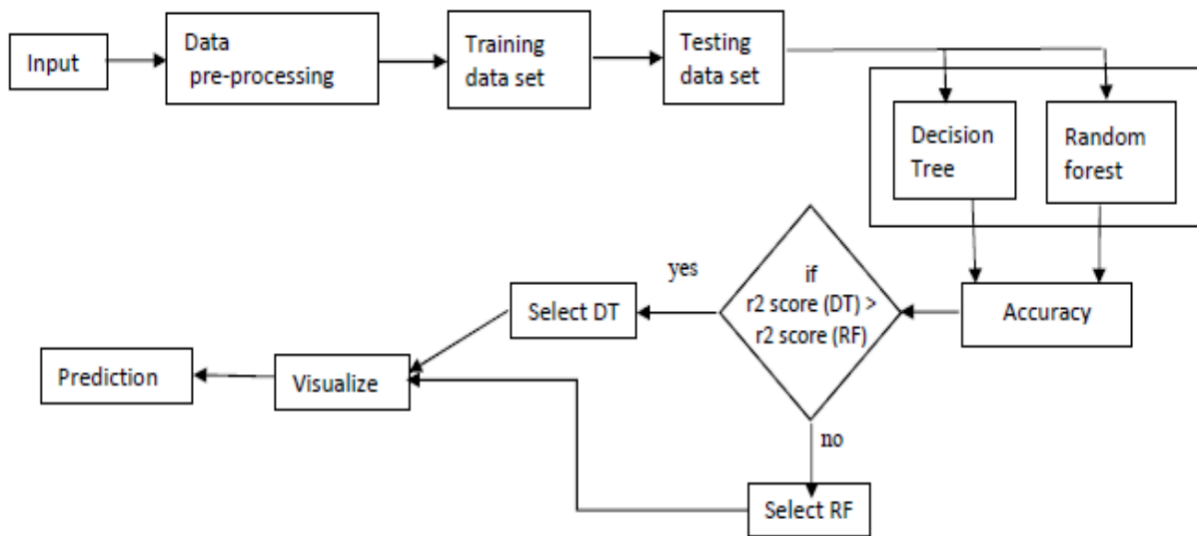 Input
Data
pre-processing
Training
data set
Testing
data set
Decision
Tree
Random
forest
Accuracy
if
r2 score (DT) >
r2 score (RF)
yes
Select DT
no
Select RF
Visualize
Prediction